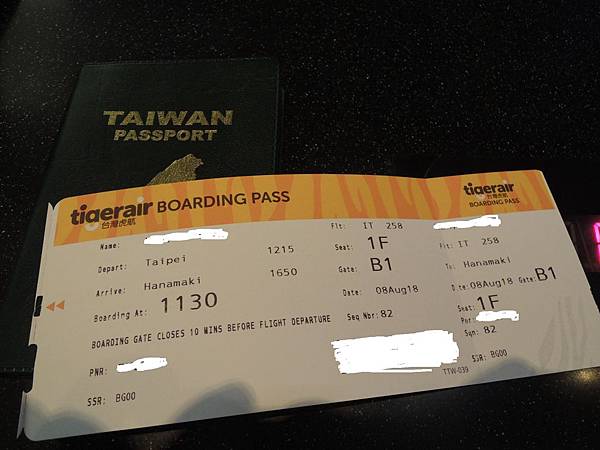 TAIWAN
PASSPORT
tigerair BOARDING PASS
台灣虎航
Name:
Flt: IT 258
Depart: Taipei 1215
Seat: 1F
Arrive: Hanamaki 1650
Gate: B1
Boarding At: 1130
Date: 08Aug18
BOARDING GATE CLOSES 10 MINS BEFORE FLIGHT DEPARTURE
Seq Nbr: 82
PNR:
SSR: BG00
TTW-039
tigerair
台灣虎航
BOARDING PASS
Flt: IT 258
To: Hanamaki
Date: 08Aug18 Gate: B1
Seat: 1F
Pnr:
Sqn: 82
SSR: BG00